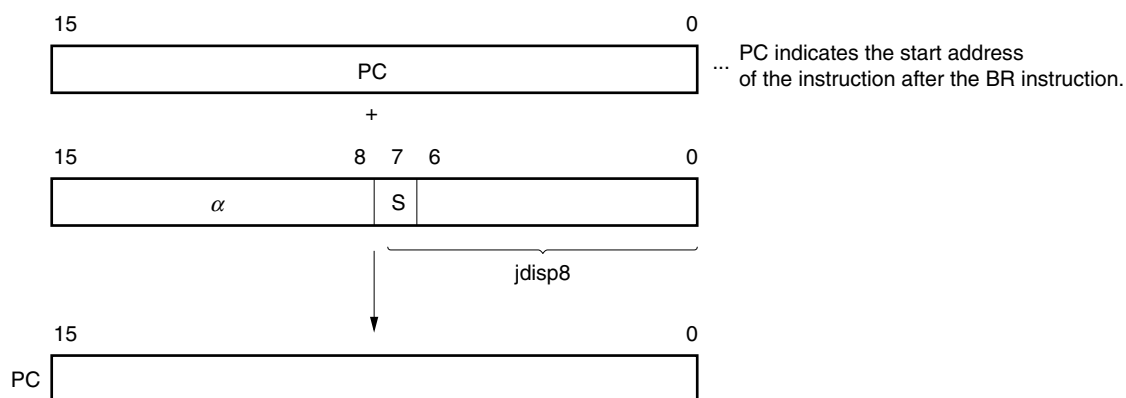 15 0
PC
... PC indicates the start address
of the instruction after the BR instruction.
+
15 8 7 6 0
α S
jdisp8
15 0
PC